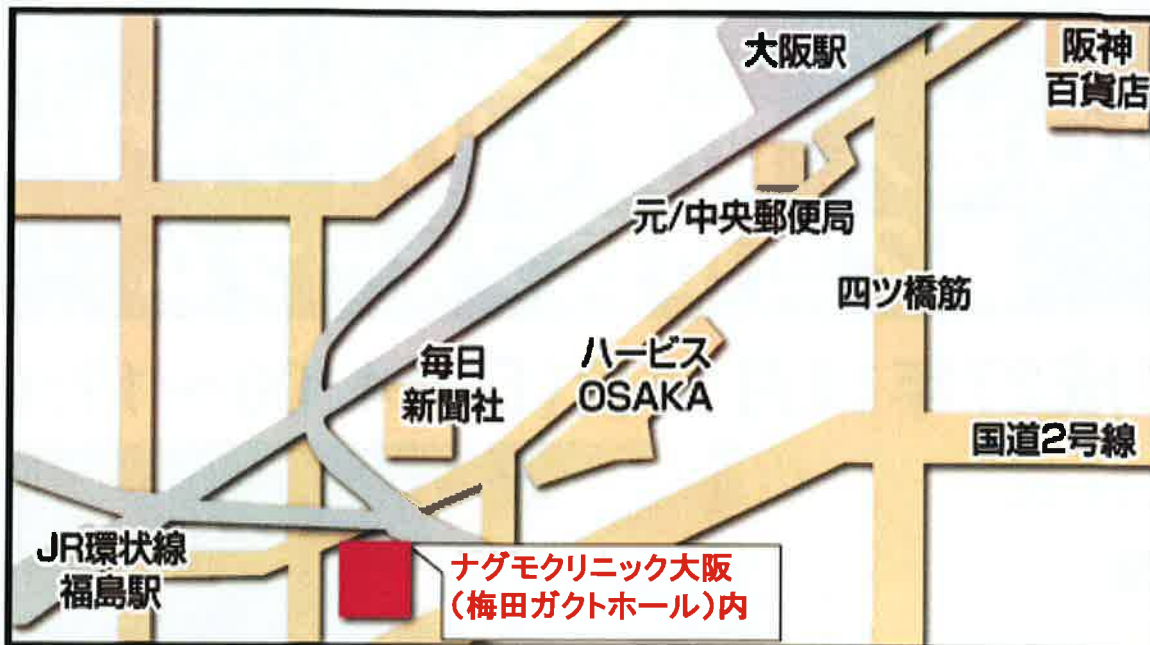 大阪駅
阪神
百貨店
元/中央郵便局
四ツ橋筋
毎日
新聞社
ハービス
OSAKA
国道2号線
JR環状線
福島駅
ナグモクリニック大阪
(梅田ガクトホール)内